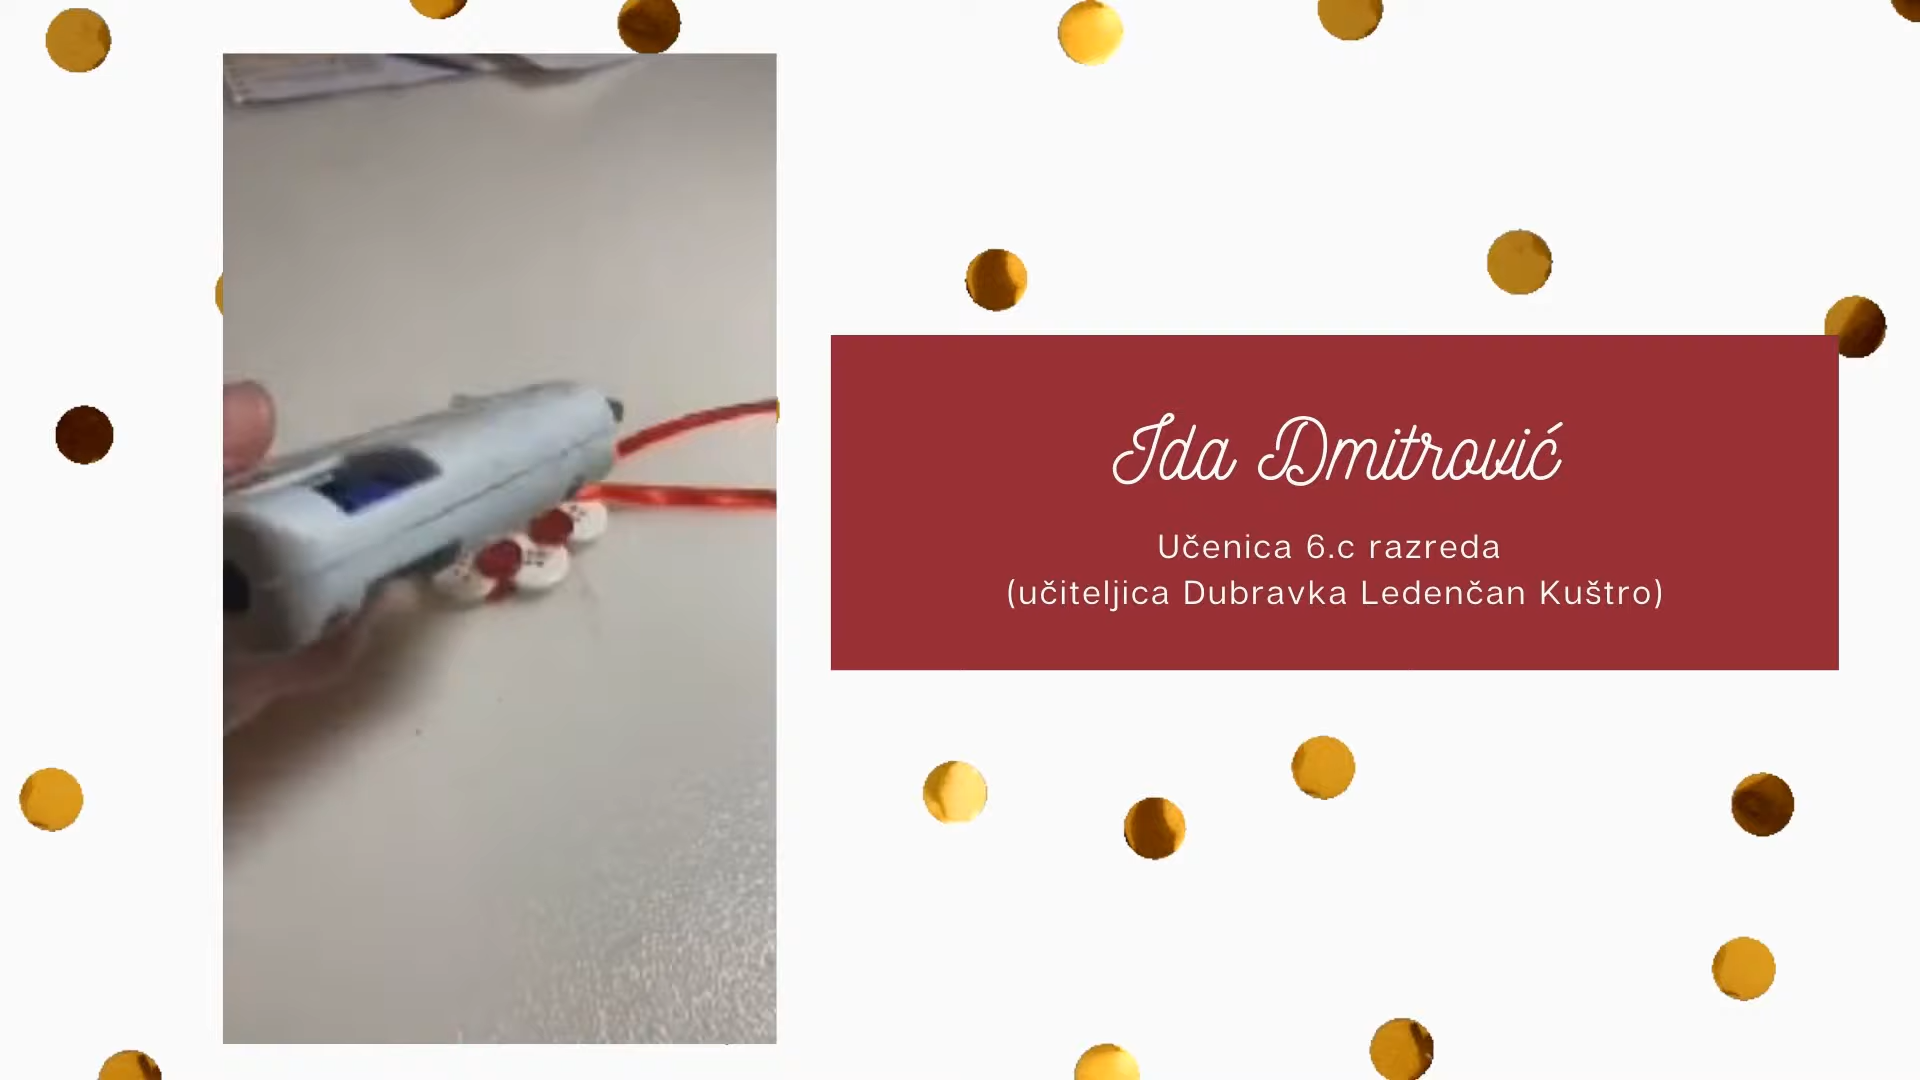 Ida Dmitrović
Učenica 6.c razreda
(učiteljica Dubravka Ledenčan Kuštro)